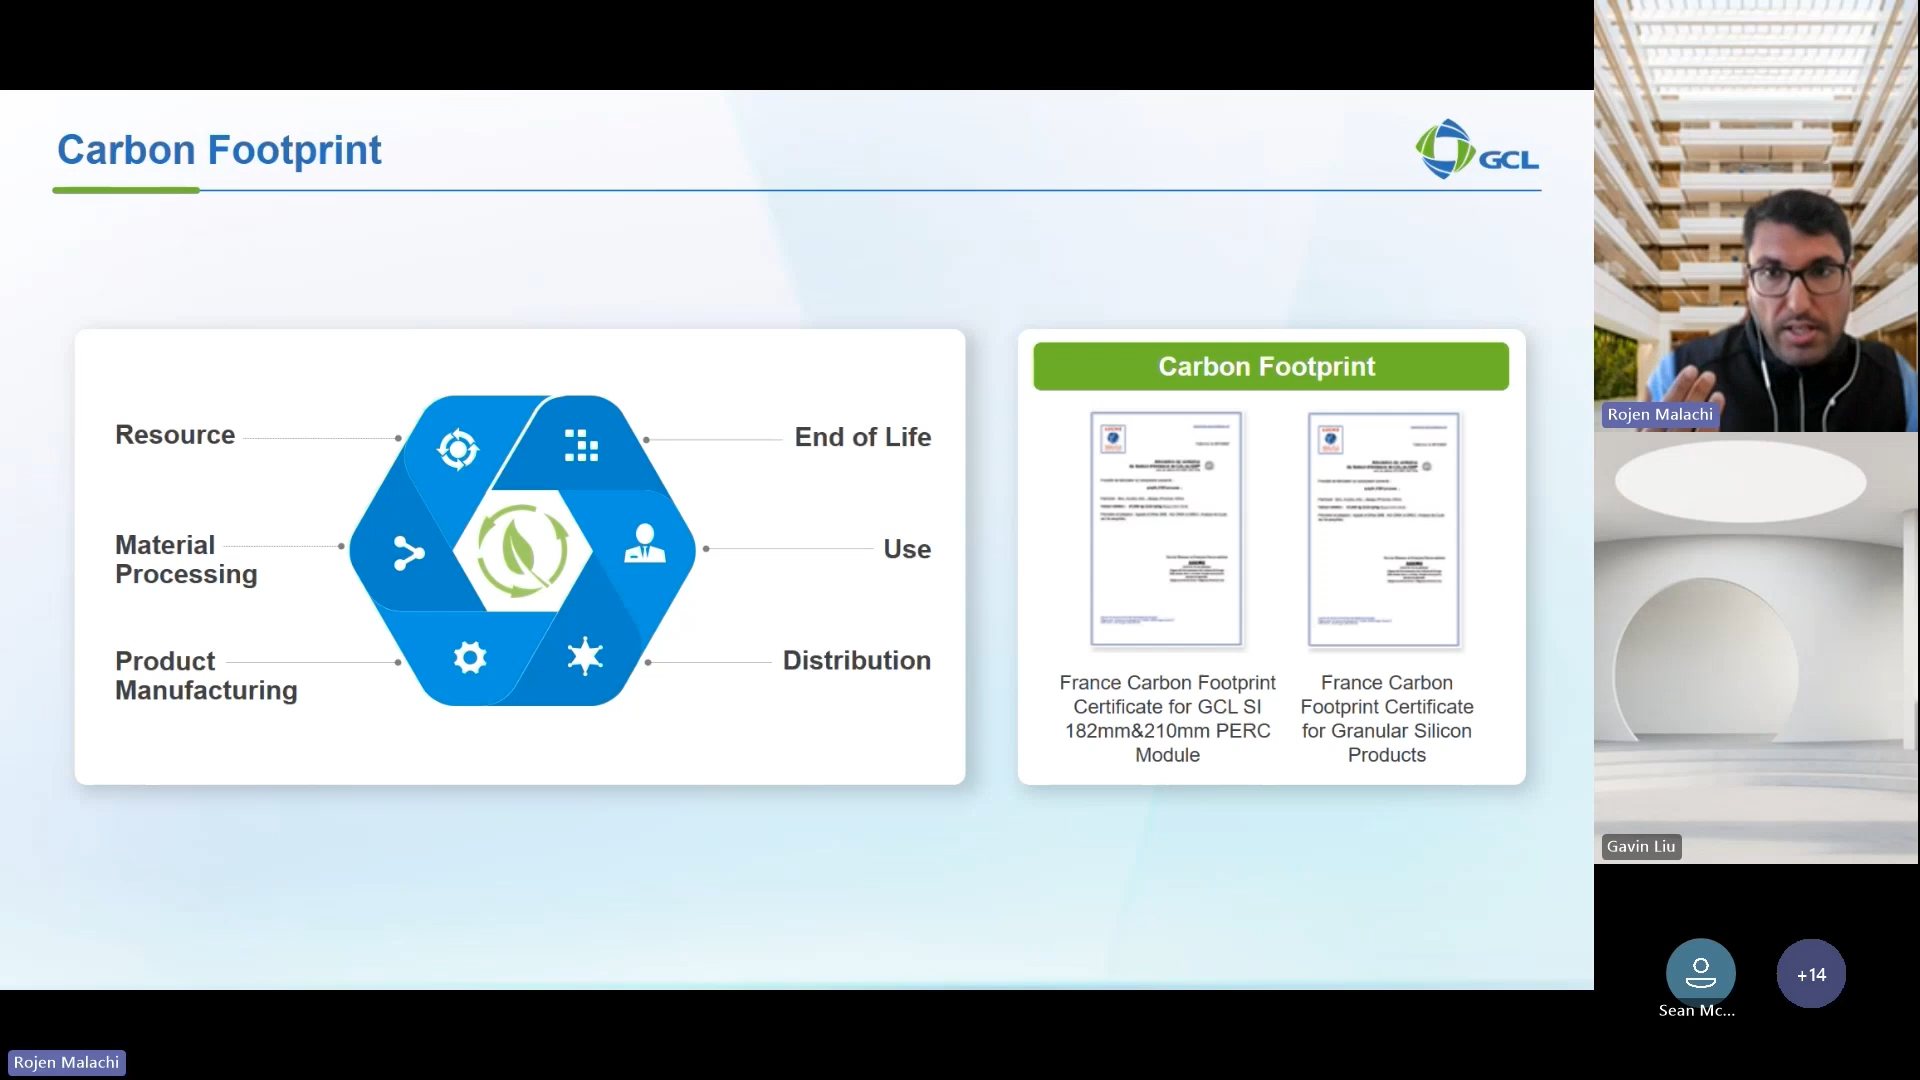 Carbon Footprint
GCL
Resource
Material
Processing
Product
Manufacturing
End of Life
Use
Distribution
Carbon Footprint
France Carbon Footprint
Certificate for GCL SI
182mm&210mm PERC
Module
France Carbon
Footprint Certificate
for Granular Silicon
Products
Rojen Malachi
Gavin Liu
Sean Mc...
+14
Rojen Malachi